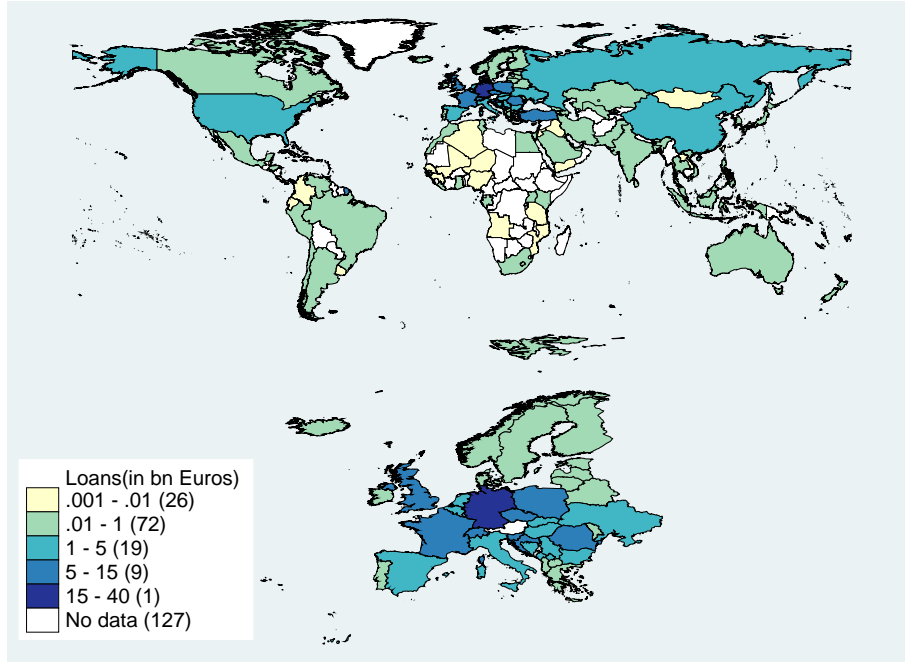 Loans(in bn Euros)
.001 - .01 (26)
.01 - 1 (72)
1 - 5 (19)
5 - 15 (9)
15 - 40 (1)
No data (127)